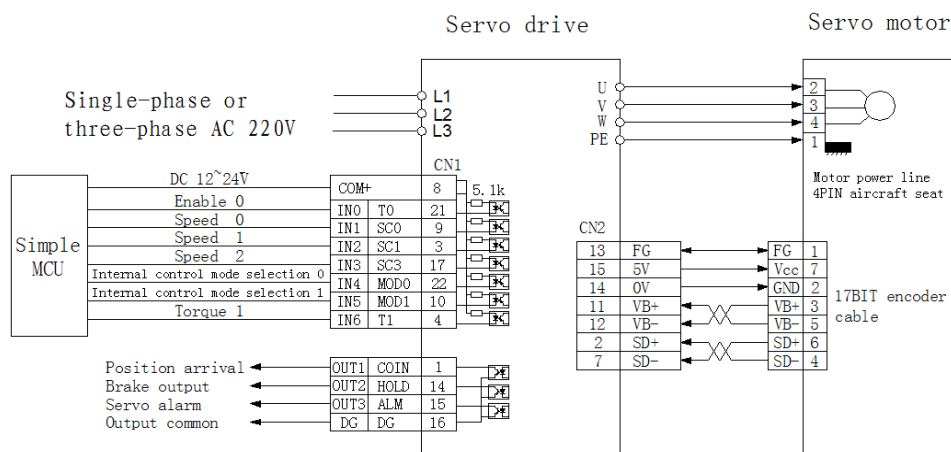 Servo drive
Servo motor
Single-phase or
three-phase AC 220V
L1
L2
L3
U
V
W
PE
2
3
4
1
Motor power line
4PIN aircraft seat
CN1
Simple
MCU
DC 12~24V
Enable 0
Speed 0
Speed 1
Speed 2
Internal control mode selection 0
Internal control mode selection 1
Torque 1
COM+ 8
IN0 T0 21
IN1 SC0 9
IN2 SC1 3
IN3 SC3 17
IN4 MOD0 22
IN5 MOD1 10
IN6 T1 4
5.1k
CN2
13 FG
15 5V
14 0V
11 VB+
12 VB-
2 SD+
7 SD-
FG 1
Vcc 7
GND 2
VB+ 3
VB- 5
SD+ 6
SD- 4
17BIT encoder
cable
Position arrival
Brake output
Servo alarm
Output common
OUT1 COIN 1
OUT2 HOLD 14
OUT3 ALM 15
DG DG 16